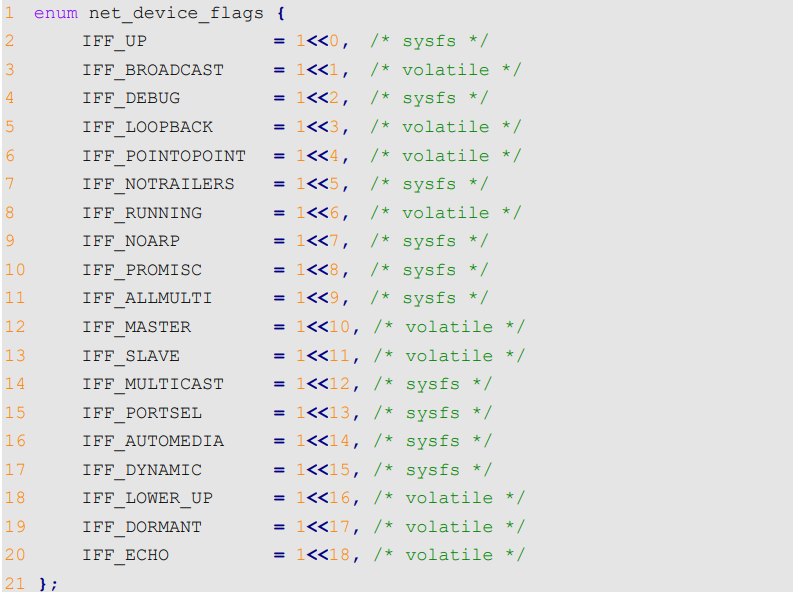 1 enum net_device_flags {
2 IFF_UP = 1<<0, /* sysfs */
3 IFF_BROADCAST = 1<<1, /* volatile */
4 IFF_DEBUG = 1<<2, /* sysfs */
5 IFF_LOOPBACK = 1<<3, /* volatile */
6 IFF_POINTOPOINT = 1<<4, /* volatile */
7 IFF_NOTRAILERS = 1<<5, /* sysfs */
8 IFF_RUNNING = 1<<6, /* volatile */
9 IFF_NOARP = 1<<7, /* sysfs */
10 IFF_PROMISC = 1<<8, /* sysfs */
11 IFF_ALLMULTI = 1<<9, /* sysfs */
12 IFF_MASTER = 1<<10, /* volatile */
13 IFF_SLAVE = 1<<11, /* volatile */
14 IFF_MULTICAST = 1<<12, /* sysfs */
15 IFF_PORTSEL = 1<<13, /* sysfs */
16 IFF_AUTOMEDIA = 1<<14, /* sysfs */
17 IFF_DYNAMIC = 1<<15, /* sysfs */
18 IFF_LOWER_UP = 1<<16, /* volatile */
19 IFF_DORMANT = 1<<17, /* volatile */
20 IFF_ECHO = 1<<18, /* volatile */
21 };